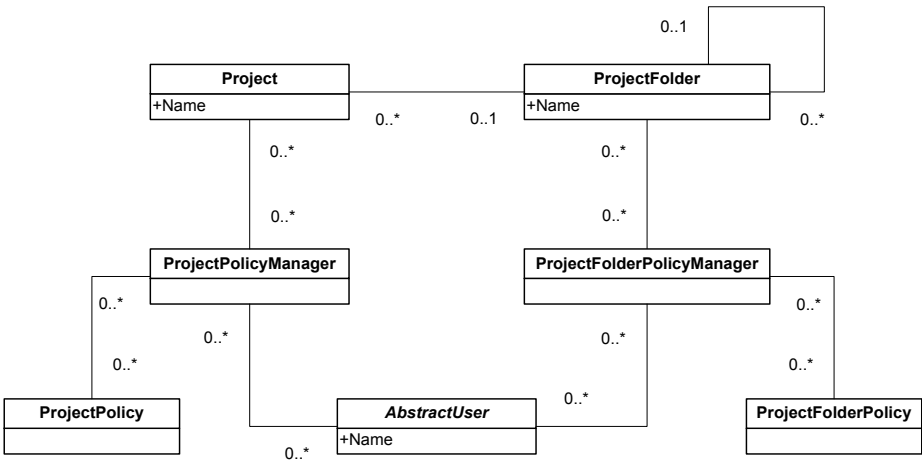 0..1
Project
ProjectFolder
+Name
+Name
0..*
0..1
0..*
0..*
0..*
0..*
0..*
ProjectPolicyManager
ProjectFolderPolicyManager
0..*
0..*
0..*
0..*
0..*
0..*
0..*
ProjectPolicy
AbstractUser
ProjectFolderPolicy
+Name
0..*